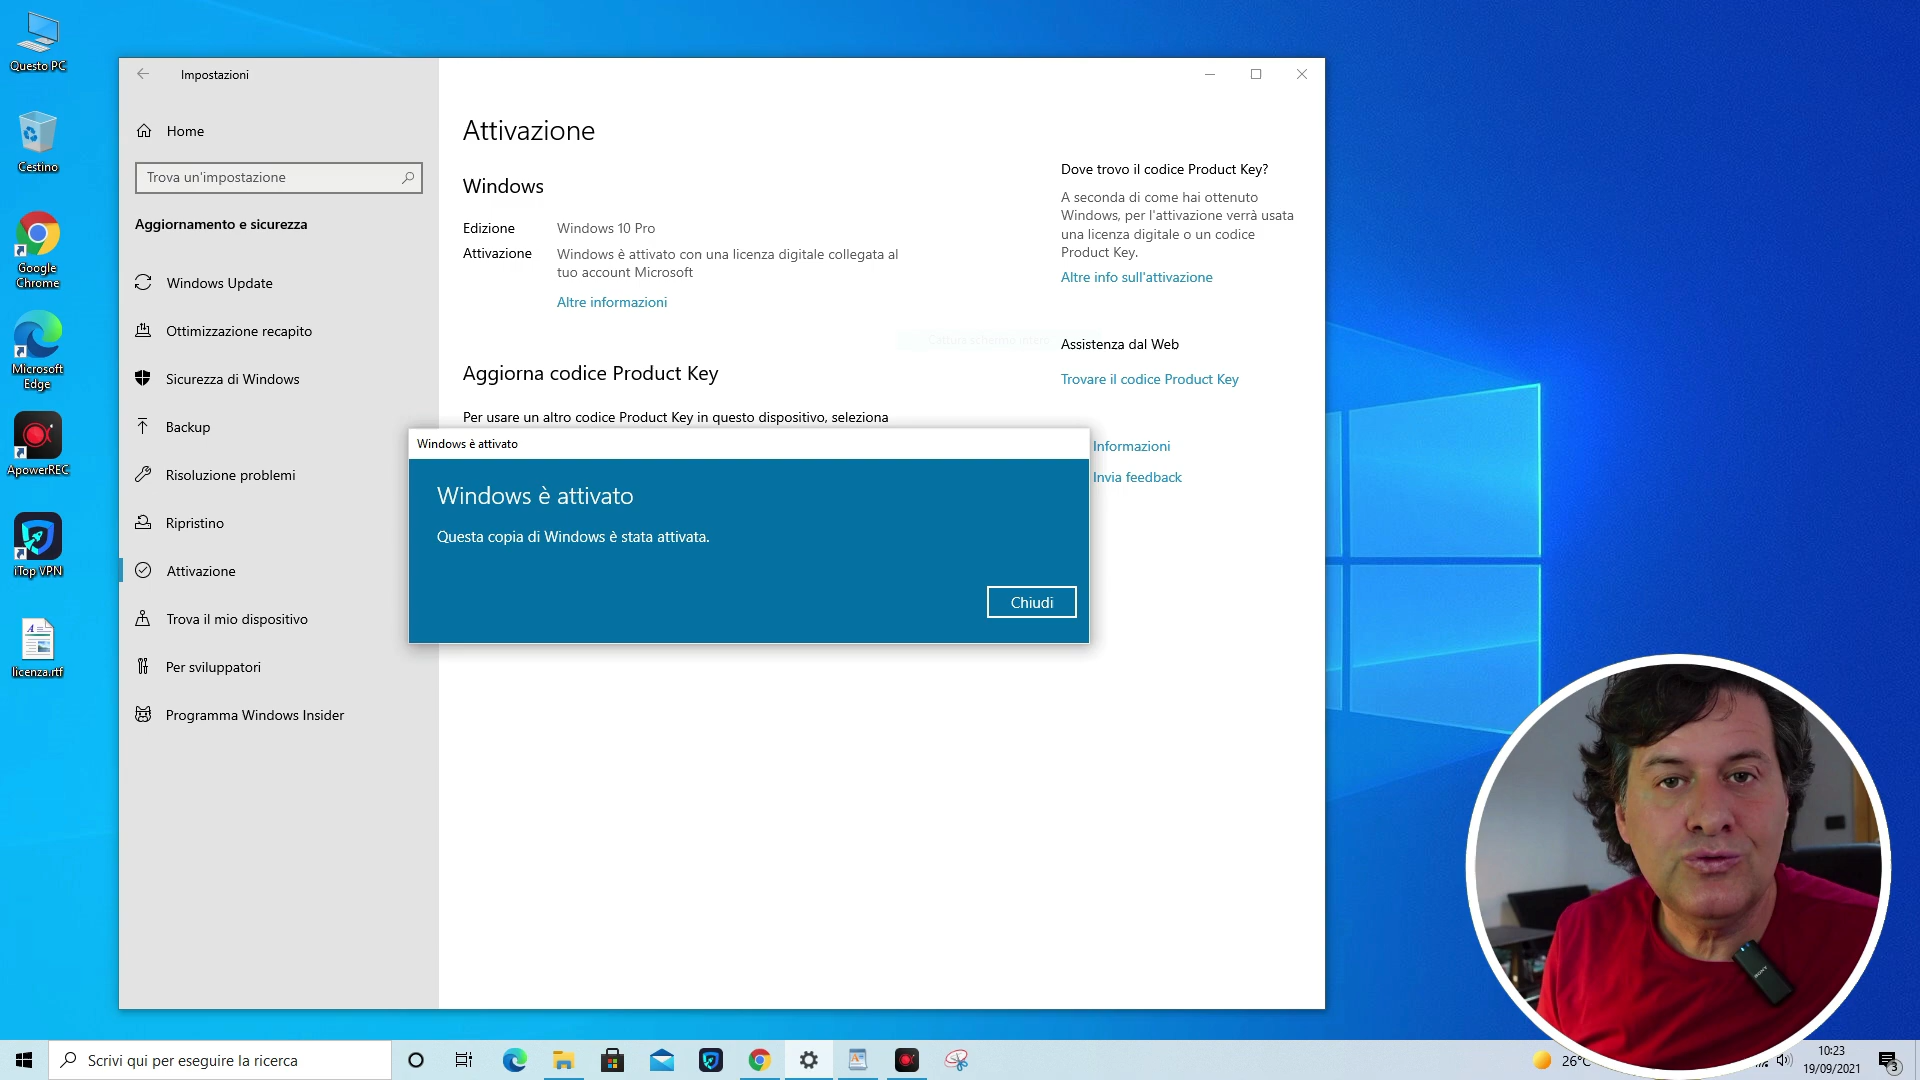 Questo PC
Cestino
Google
Chrome
Microsoft
Edge
ApowerREC
iTop VPN
licenza.rtf
Impostazioni
Home
Trova un'impostazione
Aggiornamento e sicurezza
Windows Update
Ottimizzazione recapito
Sicurezza di Windows
Backup
Risoluzione problemi
Ripristino
Attivazione
Trova il mio dispositivo
Per sviluppatori
Programma Windows Insider
Attivazione
Windows
Edizione Windows 10 Pro
Attivazione Windows è attivato con una licenza digitale collegata al
tuo account Microsoft
Altre informazioni
Cattura schermo intero
Aggiorna codice Product Key
Per usare un altro codice Product Key in questo dispositivo, seleziona
Dove trovo il codice Product Key?
A seconda di come hai ottenuto
Windows, per l'attivazione verrà usata
una licenza digitale o un codice
Product Key.
Altre info sull'attivazione
Assistenza dal Web
Trovare il codice Product Key
Informazioni
Invia feedback
Windows è attivato
Windows è attivato
Questa copia di Windows è stata attivata.
Chiudi
SONY
Scrivi qui per eseguire la ricerca
26°C
10:23
19/09/2021
3